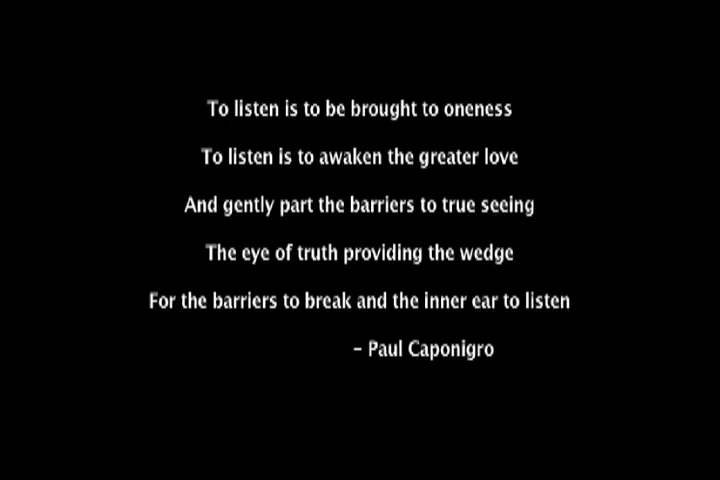 To listen is to be brought to oneness
To listen is to awaken the greater love
And gently part the barriers to true seeing
The eye of truth providing the wedge
For the barriers to break and the inner ear to listen
– Paul Caponigro